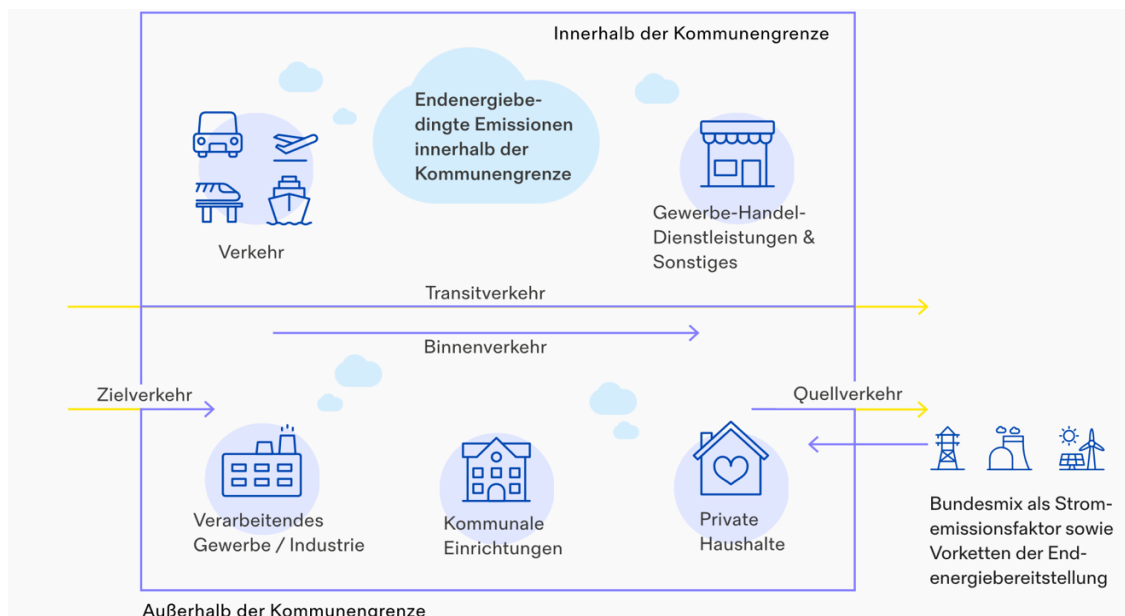 Innerhalb der Kommunengrenze
Endenergiebe-
dingte Emissionen
innerhalb der
Kommunengrenze
Verkehr
Gewerbe-Handel-
Dienstleistungen &
Sonstiges
Transitverkehr
Binnenverkehr
Zielverkehr
Quellverkehr
Verarbeitendes
Gewerbe / Industrie
Kommunale
Einrichtungen
Private
Haushalte
Bundesmix als Strom-
emissionsfaktor sowie
Vorketten der End-
energiebereitstellung
Außerhalb der Kommunengrenze